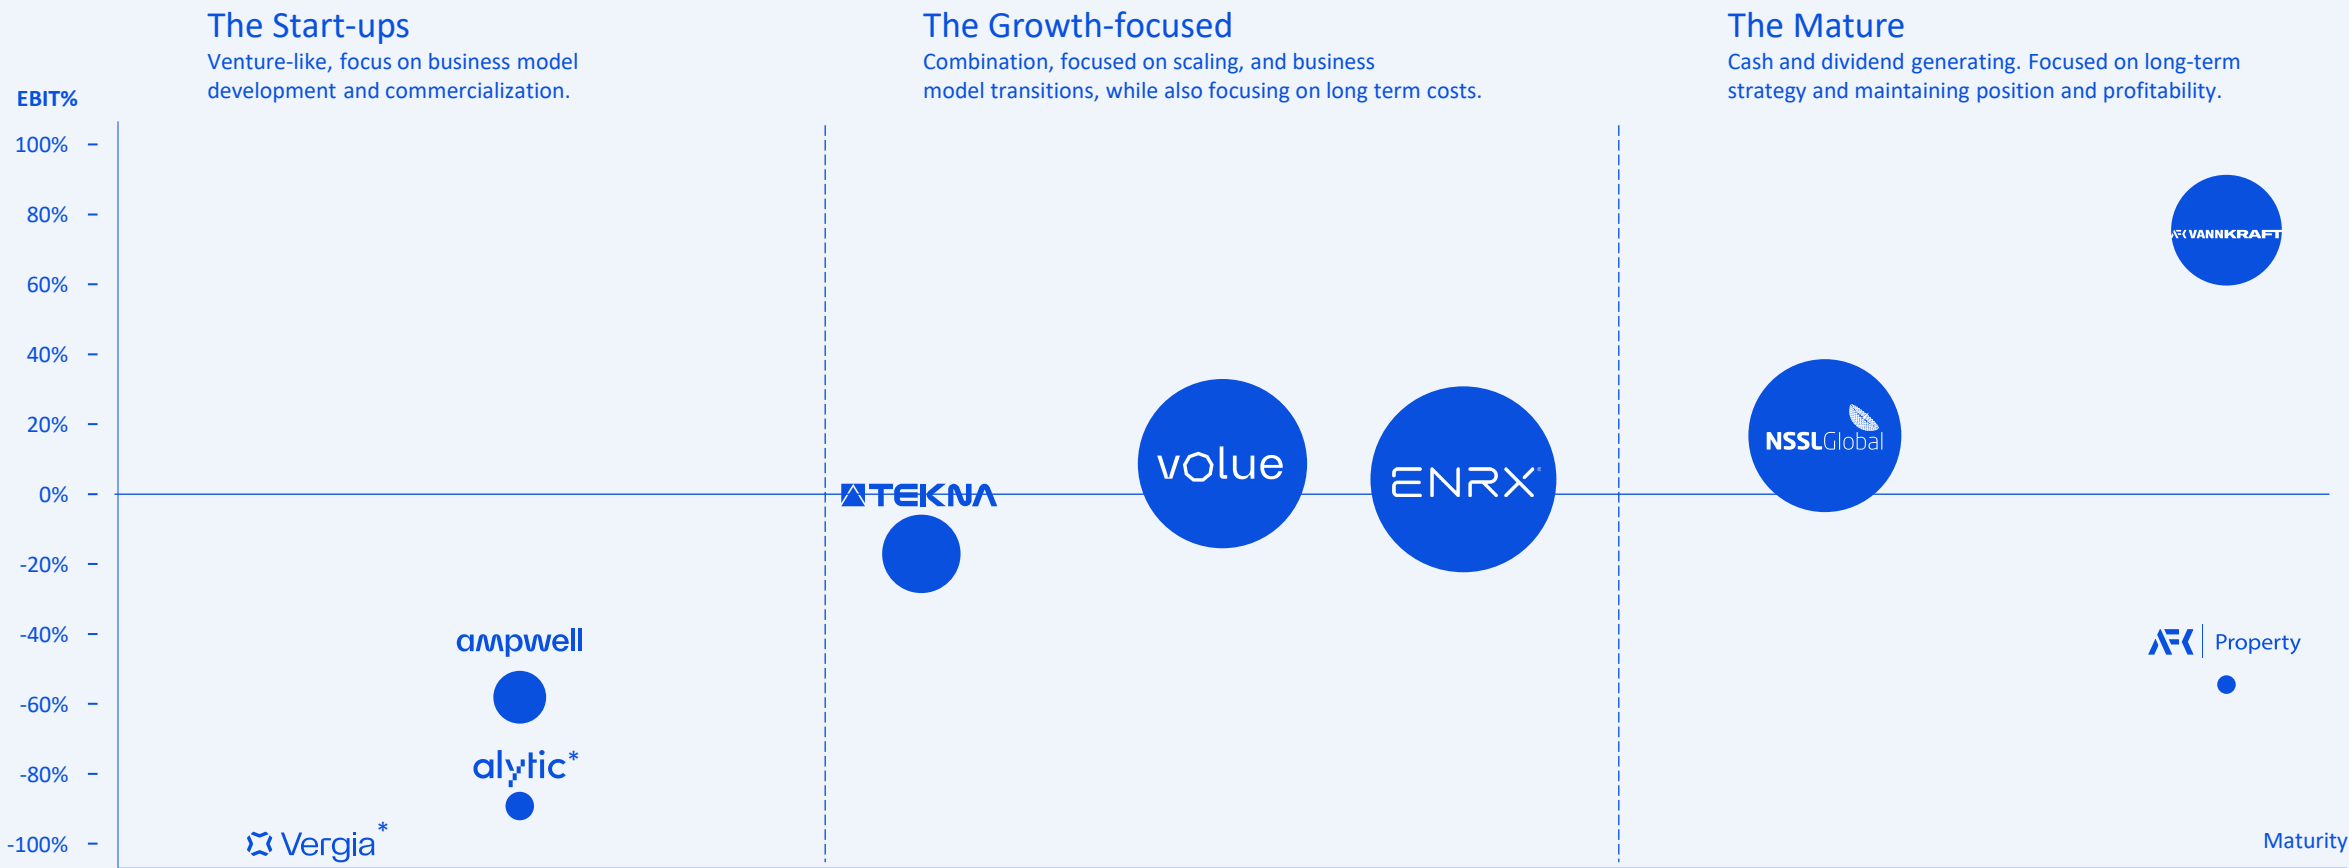 The Start-ups
Venture-like, focus on business model
development and commercialization.
The Growth-focused
Combination, focused on scaling, and business
model transitions, while also focusing on long term costs.
The Mature
Cash and dividend generating. Focused on long-term
strategy and maintaining position and profitability.
EBIT%
100%
80%
60%
40%
20%
0%
-20%
-40%
-60%
-80%
-100%
AFK VANNKRAFT
NSSLGlobal
volue
ENRX
TEKNA
ampwell
AFK | Property
alytic*
Vergia*
Maturity